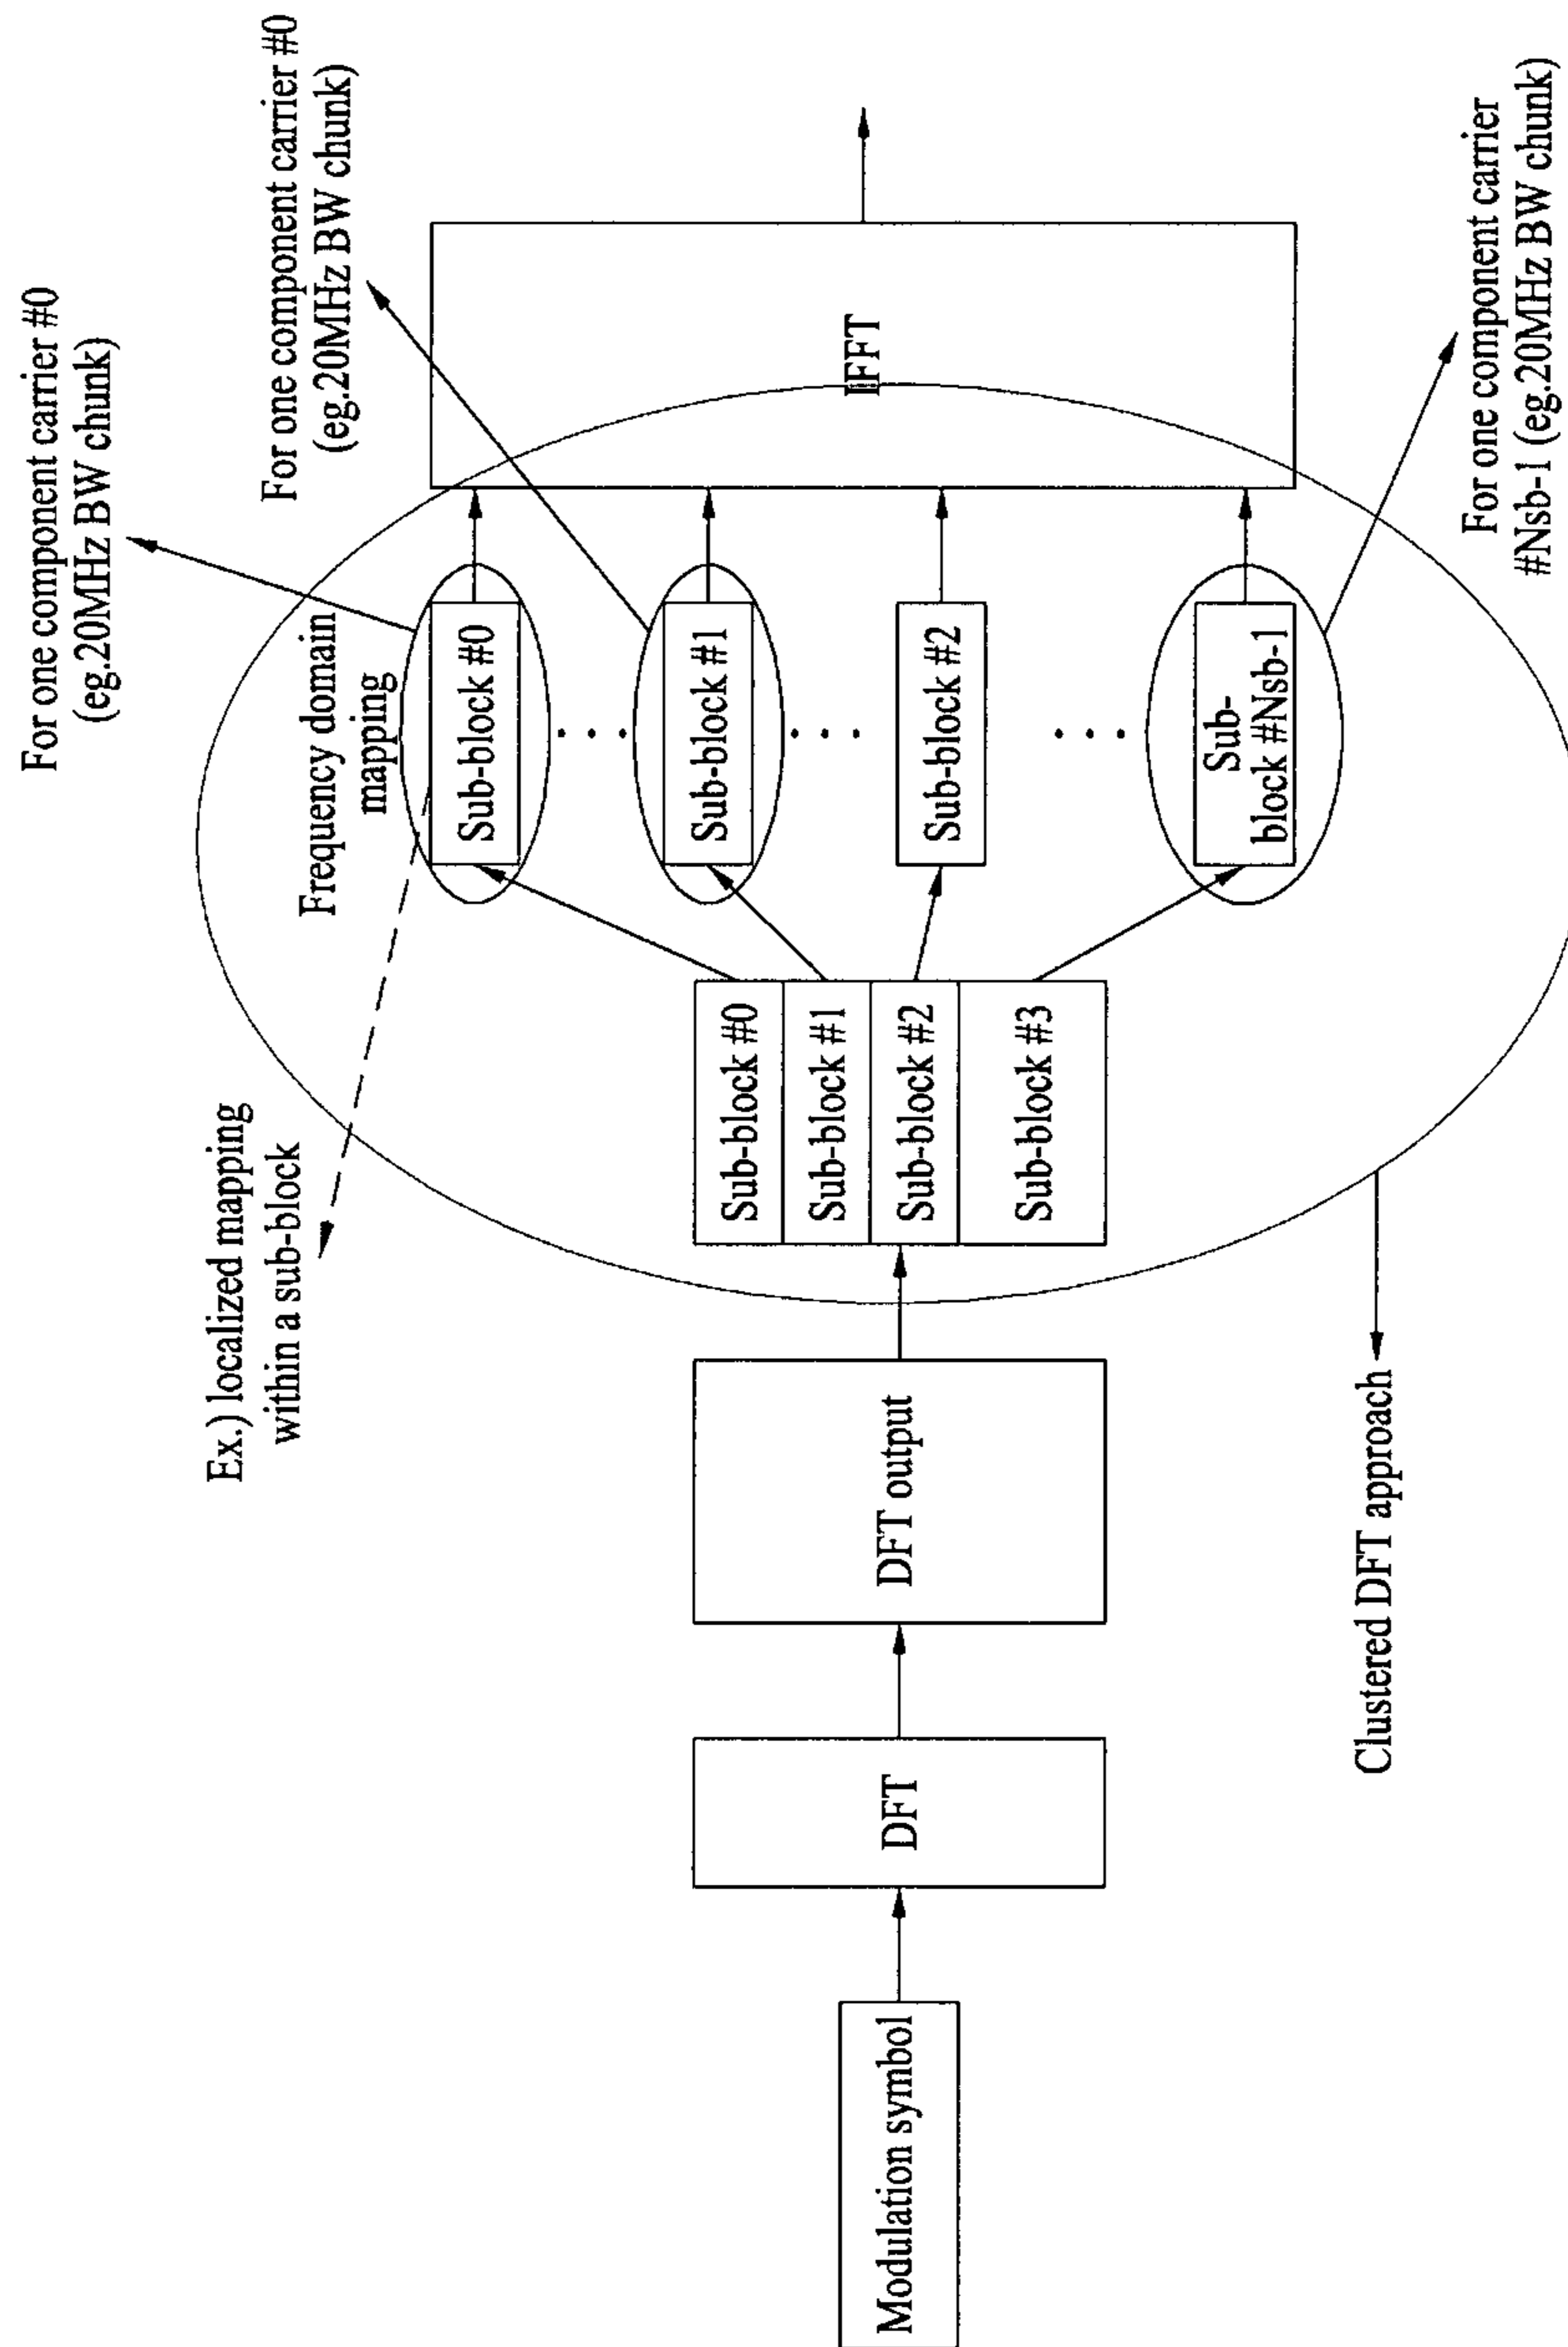 For one component carrier #0
(eg.20MHz BW chunk)
For one component carrier #0
(eg.20MHz BW chunk)
Frequency domain
mapping
Ex.) localized mapping
within a sub-block
Modulation symbol
DFT
DFT output
Sub-block #0
Sub-block #1
Sub-block #2
Sub-block #3
Sub-block #0
Sub-block #1
Sub-block #2
Sub-
block #Nsb-1
IFFT
Clustered DFT approach
For one component carrier
#Nsb-1 (eg.20MHz BW chunk)